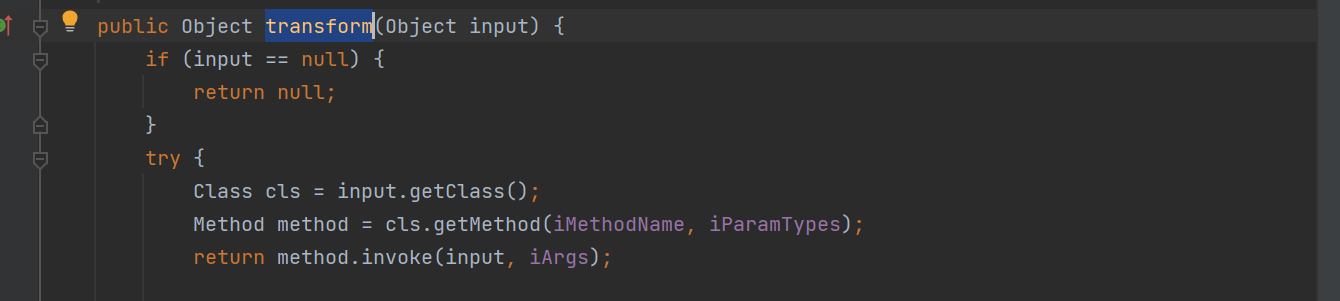 public Object transform(Object input) {
if (input == null) {
return null;
}
try {
Class cls = input.getClass();
Method method = cls.getMethod(iMethodName, iParamTypes);
return method.invoke(input, iArgs);